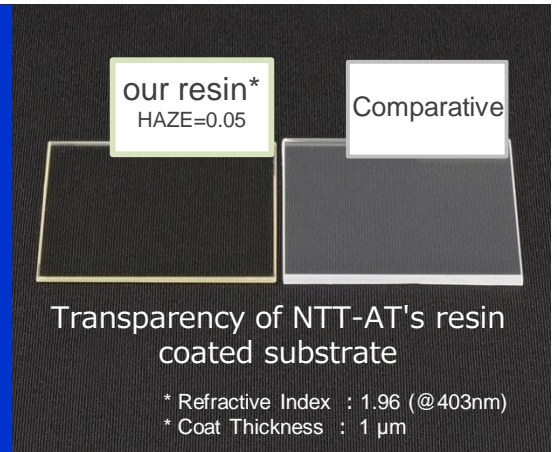 our resin*
HAZE=0.05
Comparative
Transparency of NTT-AT's resin
coated substrate
* Refractive Index : 1.96 (@403nm)
* Coat Thickness : 1 μm